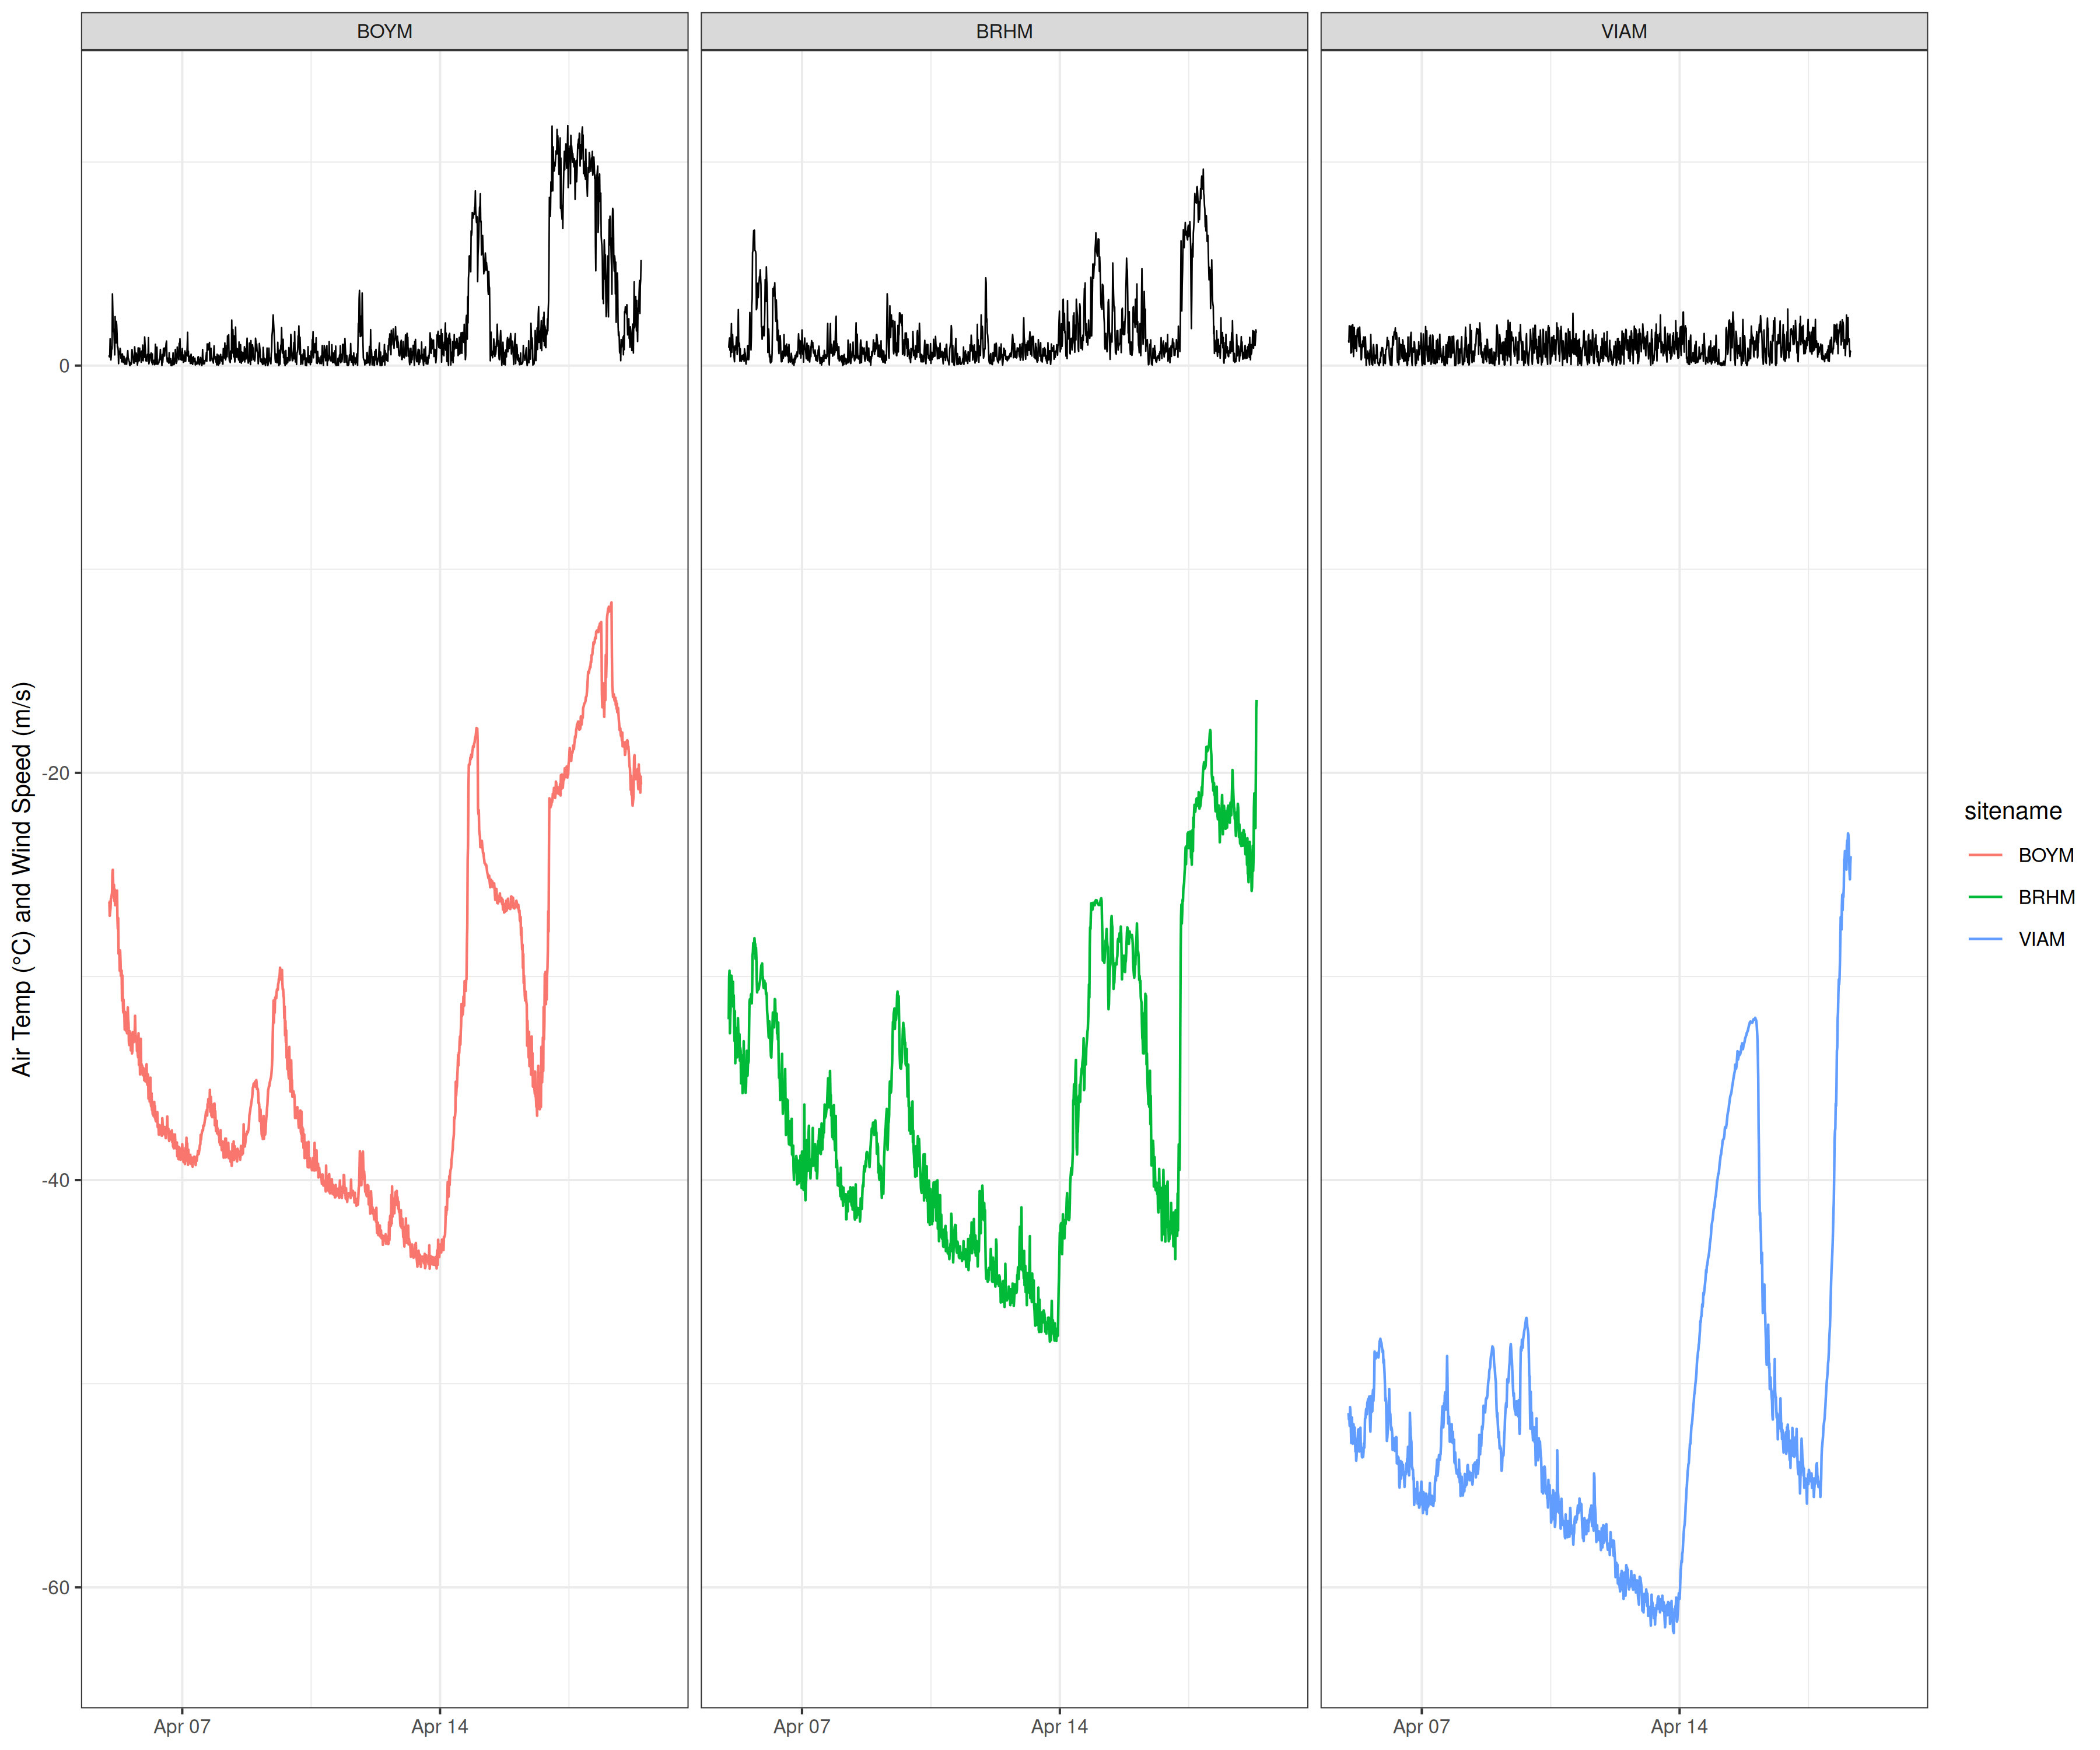 BOYM
BRHM
VIAM
0
-20
-40
-60
Air Temp (°C) and Wind Speed (m/s)
Apr 07
Apr 14
Apr 07
Apr 14
Apr 07
Apr 14
sitename
BOYM
BRHM
VIAM